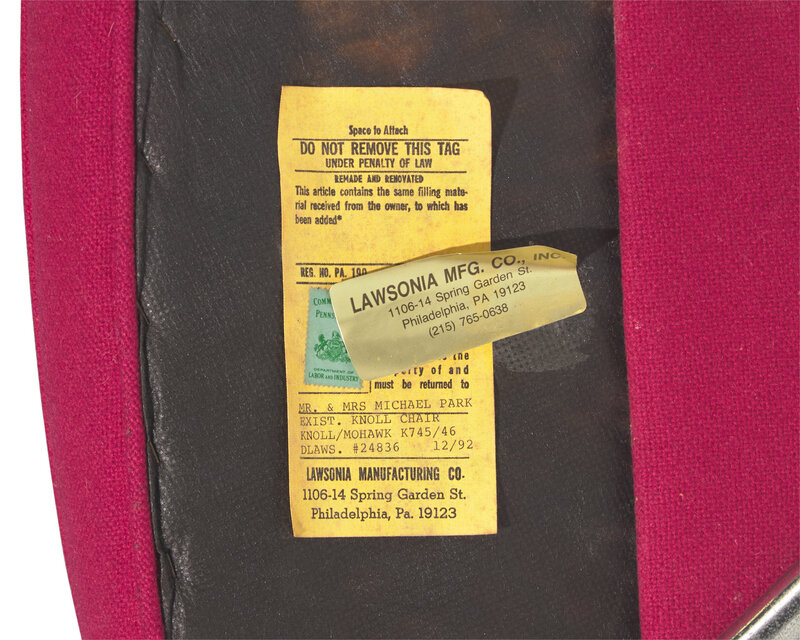 Space to Attach
DO NOT REMOVE THIS TAG
UNDER PENALTY OF LAW
REMADE AND RENOVATED
This article contains the same filling mate-
rial received from the owner, to which has
been added*
REG. NO. PA. 190
LAWSONIA MFG. CO., INC.
1106-14 Spring Garden St.
Philadelphia, PA 19123
(215) 765-0638
DEPARTMENT OF
LABOR AND INDUSTRY
the
of and
must be returned to
MR. & MRS MICHAEL PARK
EXIST. KNOLL CHAIR
KNOLL/MOHAWK K745/46
DLAWS. #24836 12/92
LAWSONIA MANUFACTURING CO.
1106-14 Spring Garden St.
Philadelphia, Pa. 19123